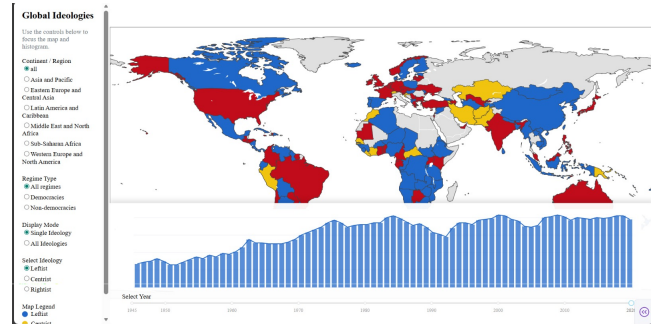 Global Ideologies
Use the controls below to
focus the map and
histogram.
Continent / Region
all
Asia and Pacific
Eastern Europe and
Central Asia
Latin America and
Caribbean
Middle East and North
Africa
Sub-Saharan Africa
Western Europe and
North America
Regime Type
All regimes
Democracies
Non-democracies
Display Mode
Single Ideology
All Ideologies
Select Ideology
Leftist
Centrist
Rightist
Map Legend
Leftist
Centrist
Select Year
1945 1950 1960 1970 1980 1990 2000 2010 2020